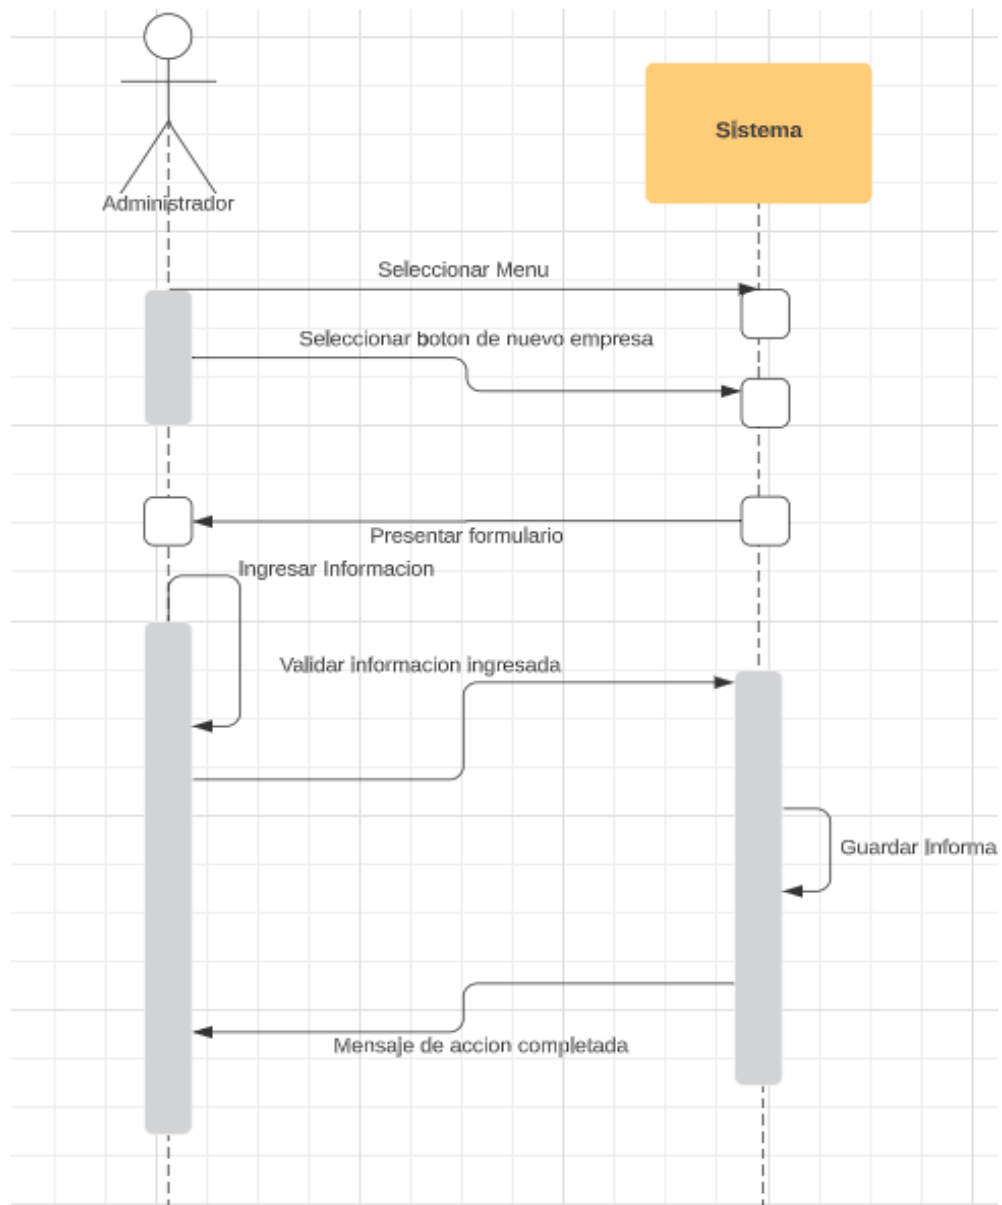 Sistema
Administrador
Seleccionar Menu
Seleccionar boton de nuevo empresa
Presentar formulario
Ingresar Informacion
Validar informacion ingresada
Guardar Informa
Mensaje de accion completada